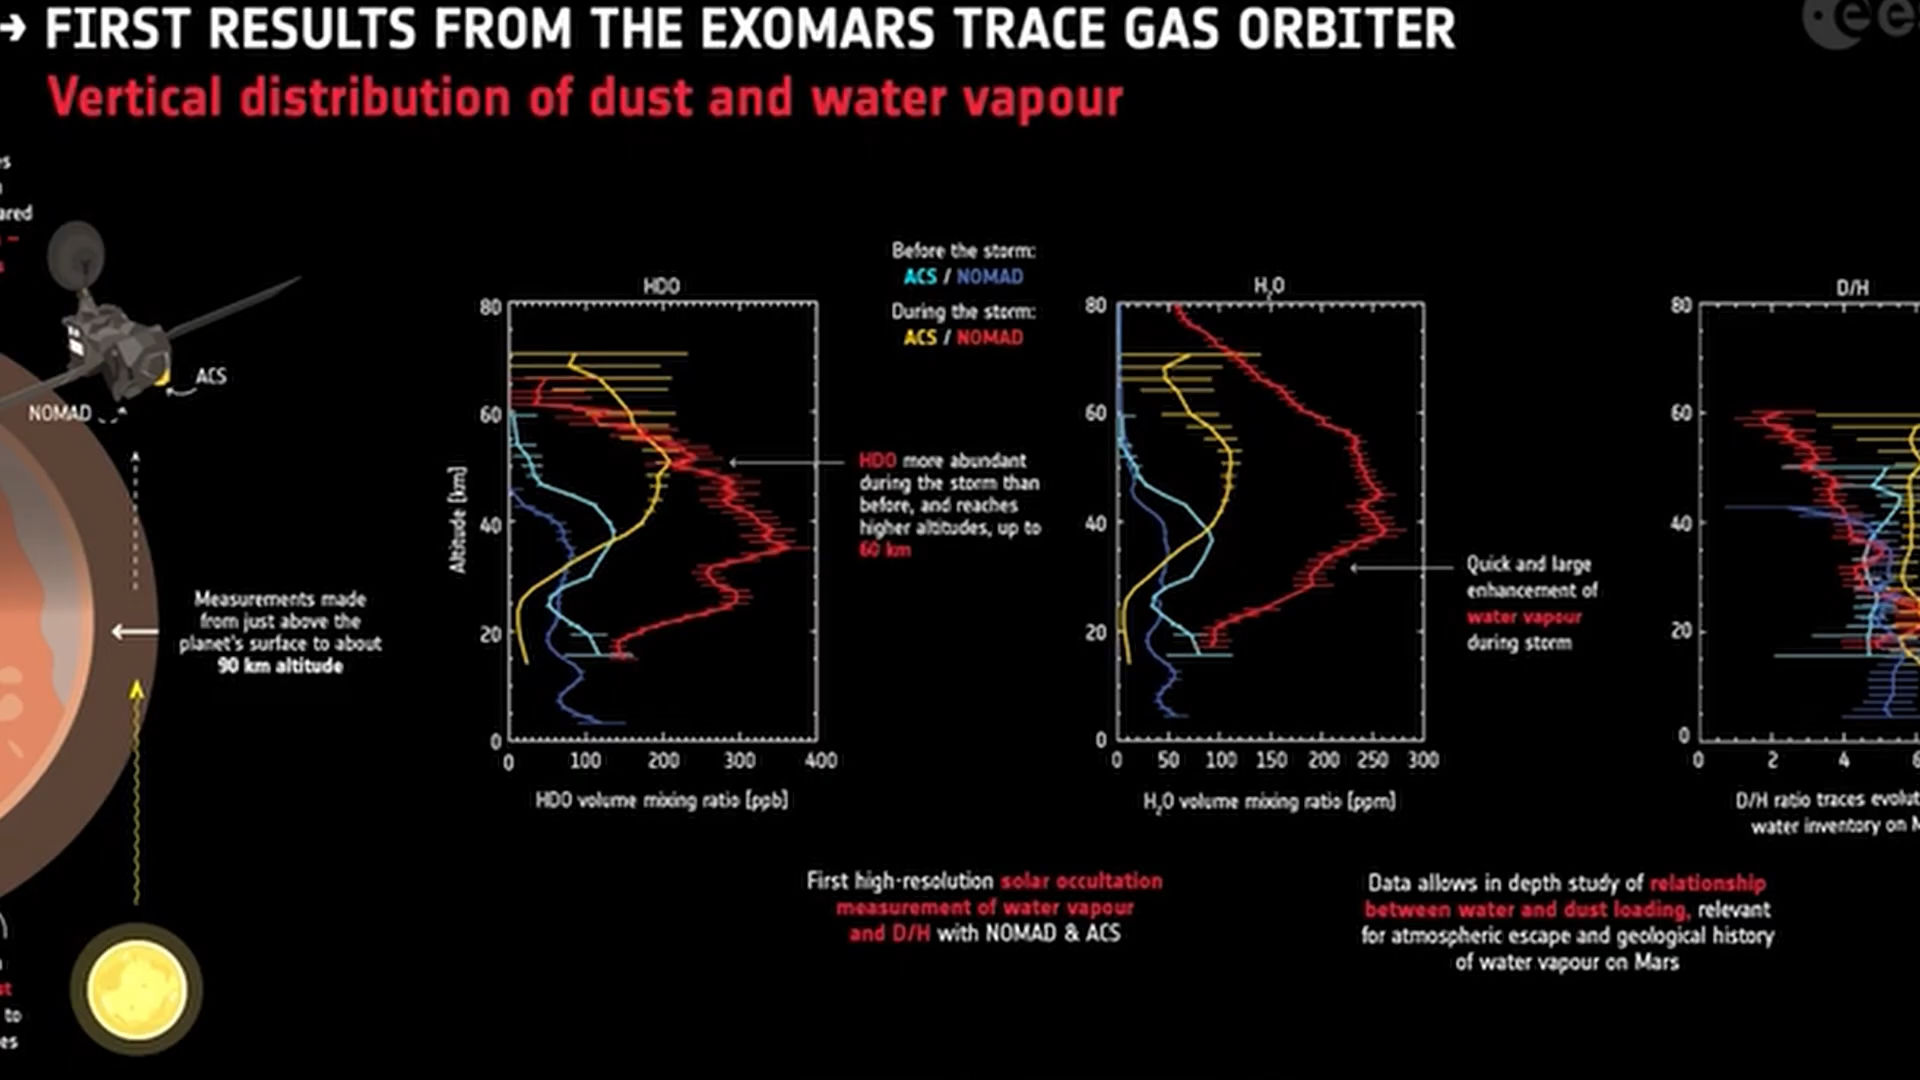 → FIRST RESULTS FROM THE EXOMARS TRACE GAS ORBITER
Vertical distribution of dust and water vapour
ACS
NOMAD
Measurements made
from just above the
planet's surface to about
90 km altitude
HDO
80
60
40
20
0
Altitude [km]
0 100 200 300 400
HDO volume mixing ratio [ppb]
Before the storm:
ACS / NOMAD
During the storm:
ACS / NOMAD
HDO more abundant
during the storm than
before, and reaches
higher altitudes, up to
60 km
H₂O
80
60
40
20
0
0 50 100 150 200 250 300
H₂O volume mixing ratio [ppm]
Quick and large
enhancement of
water vapour
during storm
D/H
80
60
40
20
0
0 2 4
D/H ratio traces
water inventory on
First high-resolution solar occultation
measurement of water vapour
and D/H with NOMAD & ACS
Data allows in depth study of relationship
between water and dust loading, relevant
for atmospheric escape and geological history
of water vapour on Mars
to